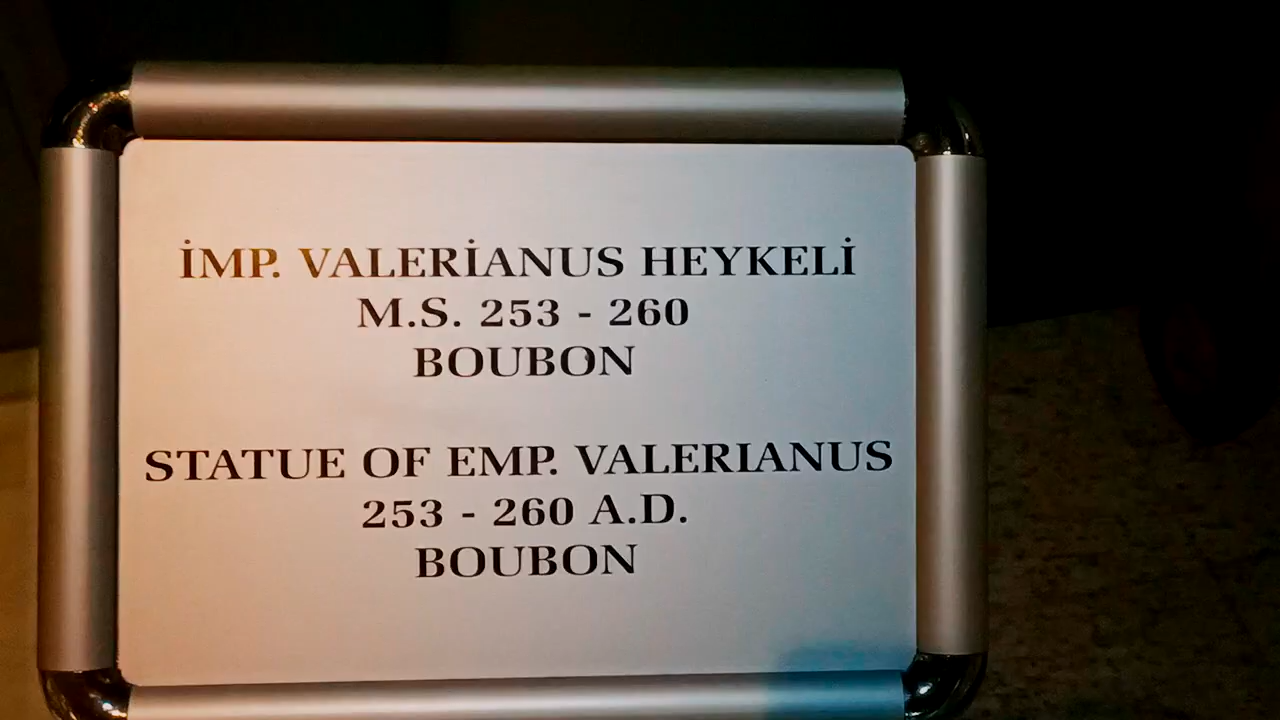 İMP. VALERİANUS HEYKELİ
M.S. 253 - 260
BOUBON
STATUE OF EMP. VALERIANUS
253 - 260 A.D.
BOUBON